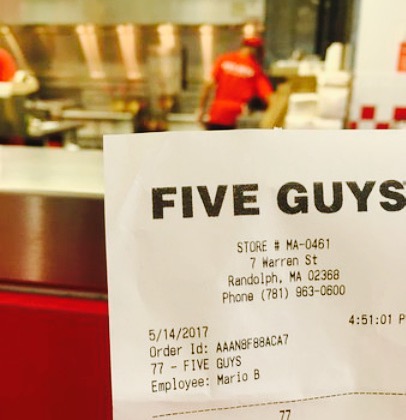 FIVE GUYS
STORE # MA-0461
7 Warren St
Randolph, MA 02368
Phone (781) 963-0600
5/14/2017 4:51:01 P
Order Id: AAAN8F88ACA7
77 - FIVE GUYS
Employee: Mario B
77